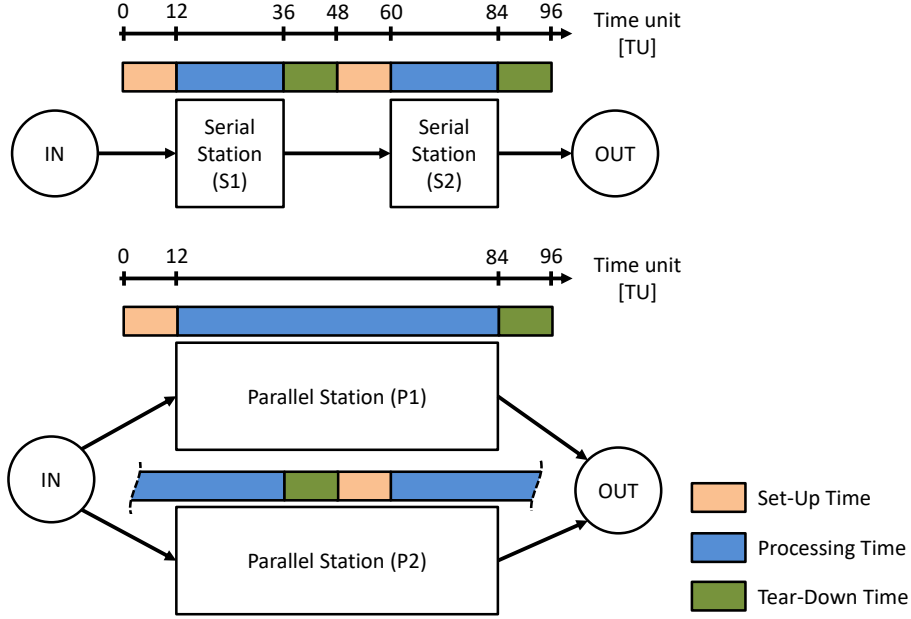 0 12 36 48 60 84 96
Time unit
[TU]
IN
Serial
Station
(S1)
Serial
Station
(S2)
OUT
0 12 84 96
Time unit
[TU]
Parallel Station (P1)
IN
OUT
Parallel Station (P2)
Set-Up Time
Processing Time
Tear-Down Time